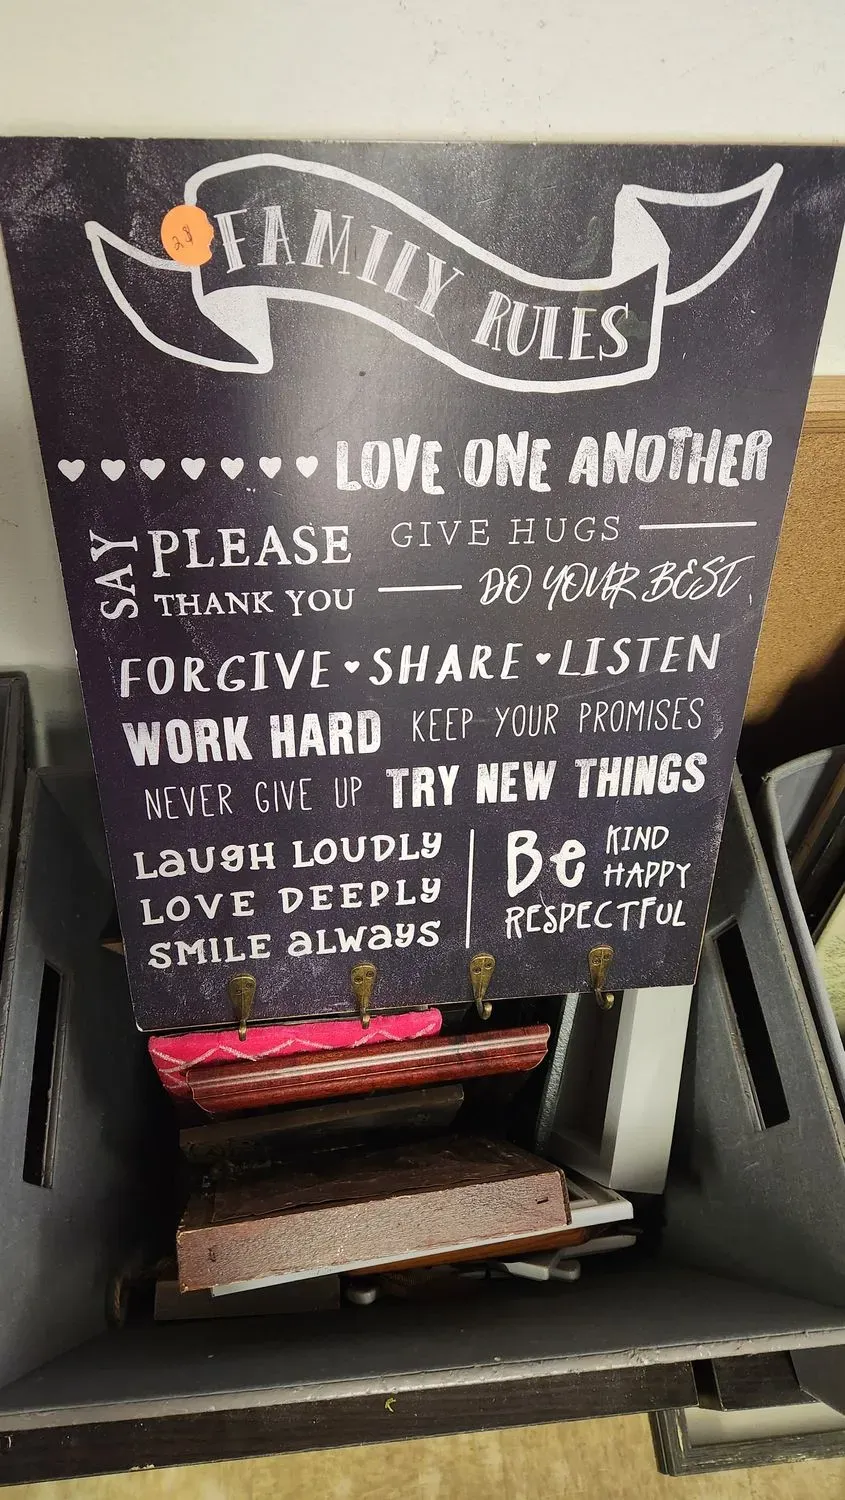 2$
FAMILY RULES
LOVE ONE ANOTHER
SAY PLEASE
THANK YOU
GIVE HUGS
DO YOUR BEST
FORGIVE SHARE LISTEN
WORK HARD KEEP YOUR PROMISES
NEVER GIVE UP TRY NEW THINGS
LAUGH LOUDLY
LOVE DEEPLY
SMILE ALWAYS
Be KIND
HAPPY
RESPECTFUL